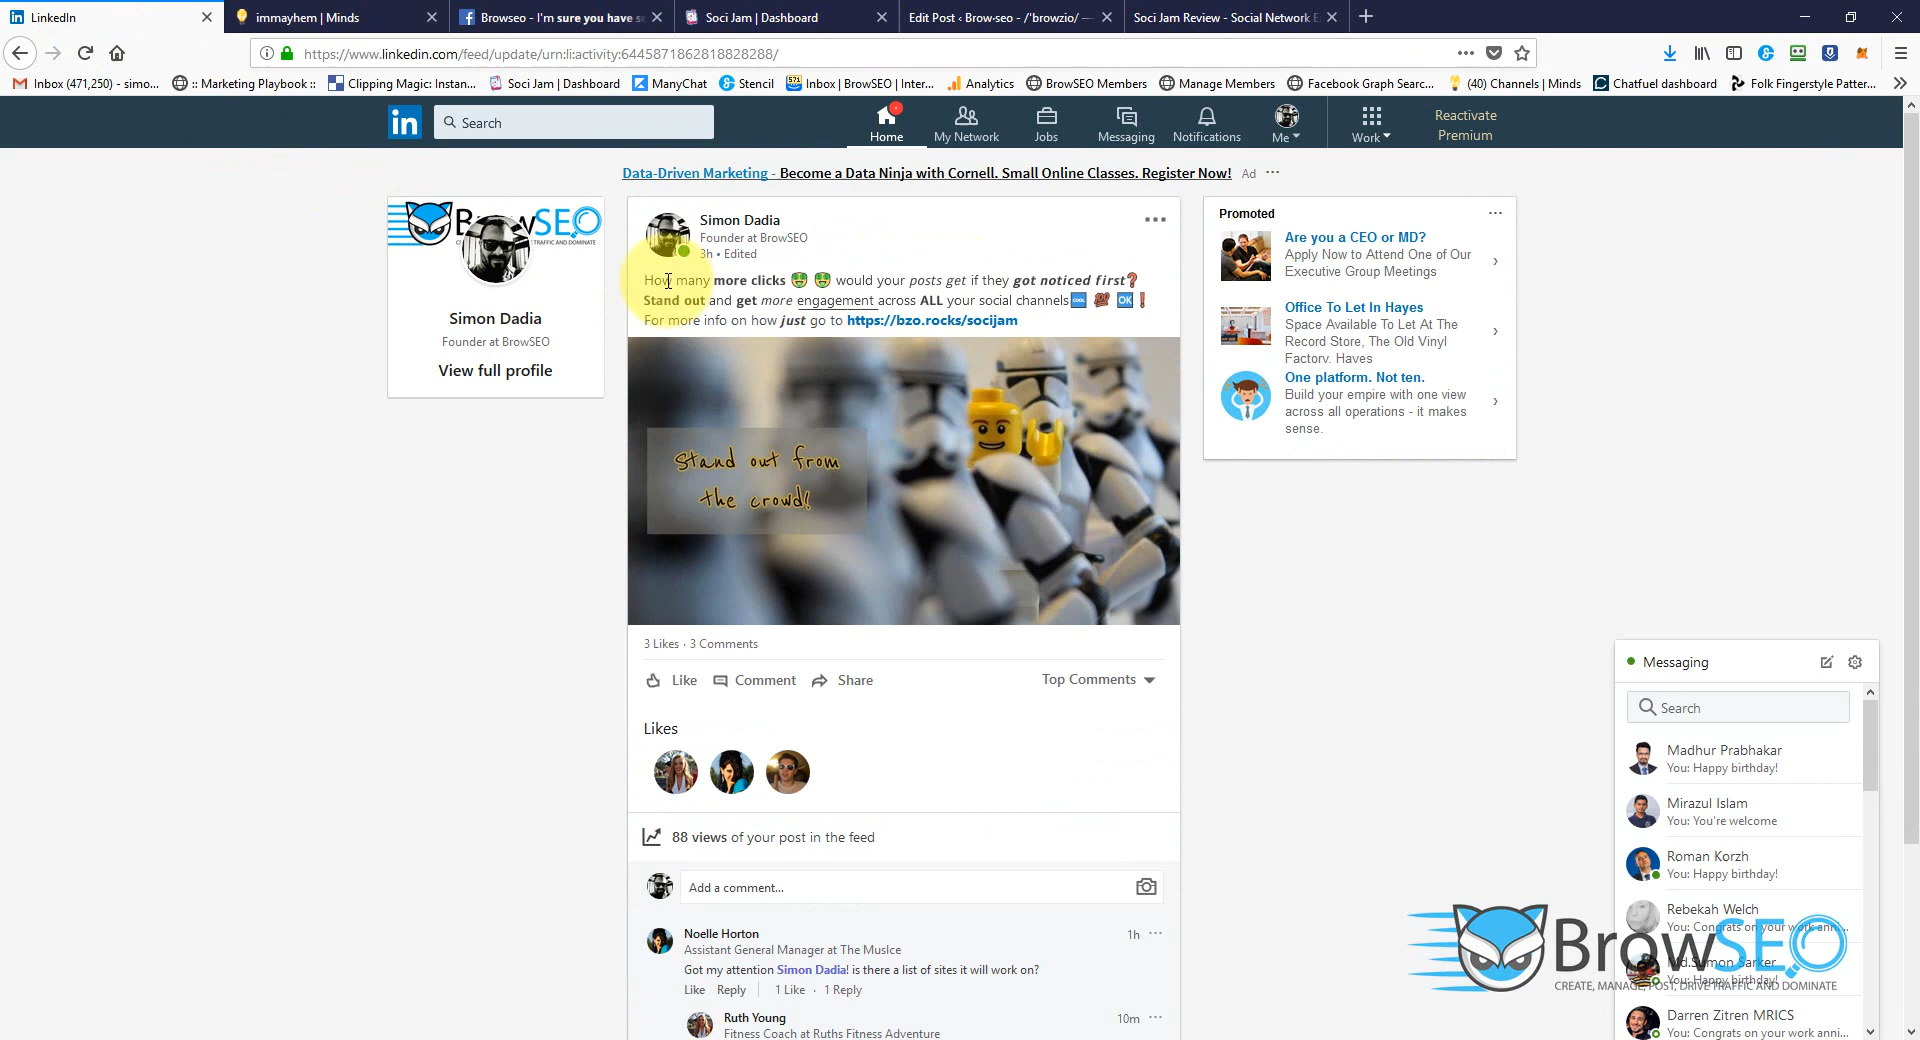 LinkedIn
immayhem | Minds
Browseo - I'm sure you have s
Soci Jam | Dashboard
Edit Post ‹ Brow-seo - /'browzio/ —
Soci Jam Review - Social Network E
https://www.linkedin.com/feed/update/urn:li:activity:6445871862818828288/
Inbox (471,250) - simo...
:: Marketing Playbook ::
Clipping Magic: Instan...
Soci Jam | Dashboard
ManyChat
Stencil
Inbox | BrowSEO | Inter...
Analytics
BrowSEO Members
Manage Members
Facebook Graph Searc...
(40) Channels | Minds
Chatfuel dashboard
Folk Fingerstyle Patter...
in
Search
Home
My Network
Jobs
Messaging
Notifications
Me
Work
Reactivate
Premium
Data-Driven Marketing - Become a Data Ninja with Cornell. Small Online Classes. Register Now! Ad
Simon Dadia
Founder at BrowSEO
View full profile
Simon Dadia
Founder at BrowSEO
3h • Edited
How many more clicks 🤑 🤑 would your posts get if they got noticed first❓
Stand out and get more engagement across ALL your social channels🆒 💯 🆗❗
For more info on how just go to https://bzo.rocks/socijam
Stand out from
the crowd!
3 Likes · 3 Comments
Like
Comment
Share
Top Comments
Likes
88 views of your post in the feed
Add a comment...
Noelle Horton
1h
Assistant General Manager at The MusIce
Got my attention Simon Dadia! is there a list of sites it will work on?
Like Reply 1 Like · 1 Reply
Ruth Young
10m
Fitness Coach at Ruths Fitness Adventure
Promoted
Are you a CEO or MD?
Apply Now to Attend One of Our
Executive Group Meetings
Office To Let in Hayes
Space Available To Let At The
Record Store, The Old Vinyl
Factory, Hayes
One platform. Not ten.
Build your empire with one view
across all operations - it makes
sense.
Messaging
Search
Madhur Prabhakar
You: Happy birthday!
Mirazul Islam
You: You're welcome
Roman Korzh
You: Happy birthday!
Rebekah Welch
You: Congrats on your work anni...
Md.Sumon Sarker
You: Happy birthday!
Darren Zitren MRICS
You: Congrats on your work anni...
BrowSEO
CREATE, MANAGE, POST, DRIVE TRAFFIC AND DOMINATE